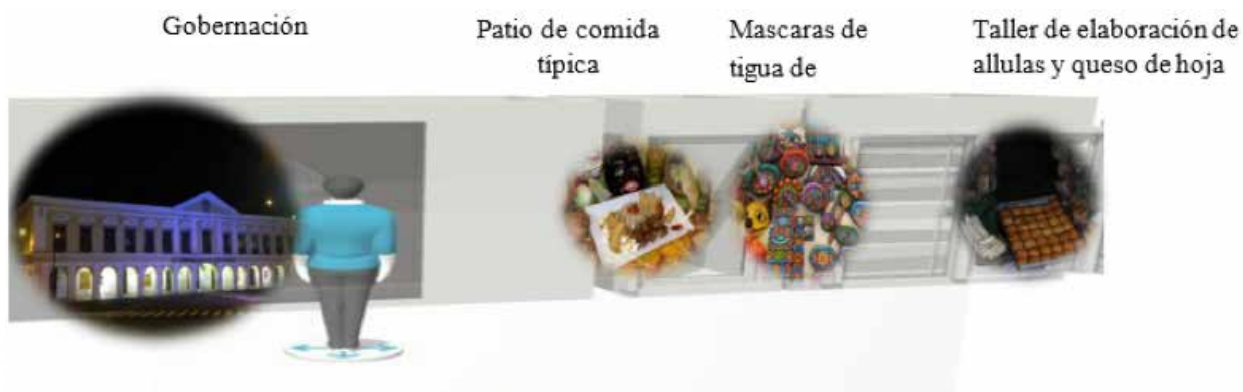 Gobernación
Patio de comida
típica
Mascaras de
tigua de
Taller de elaboración de
allulas y queso de hoja